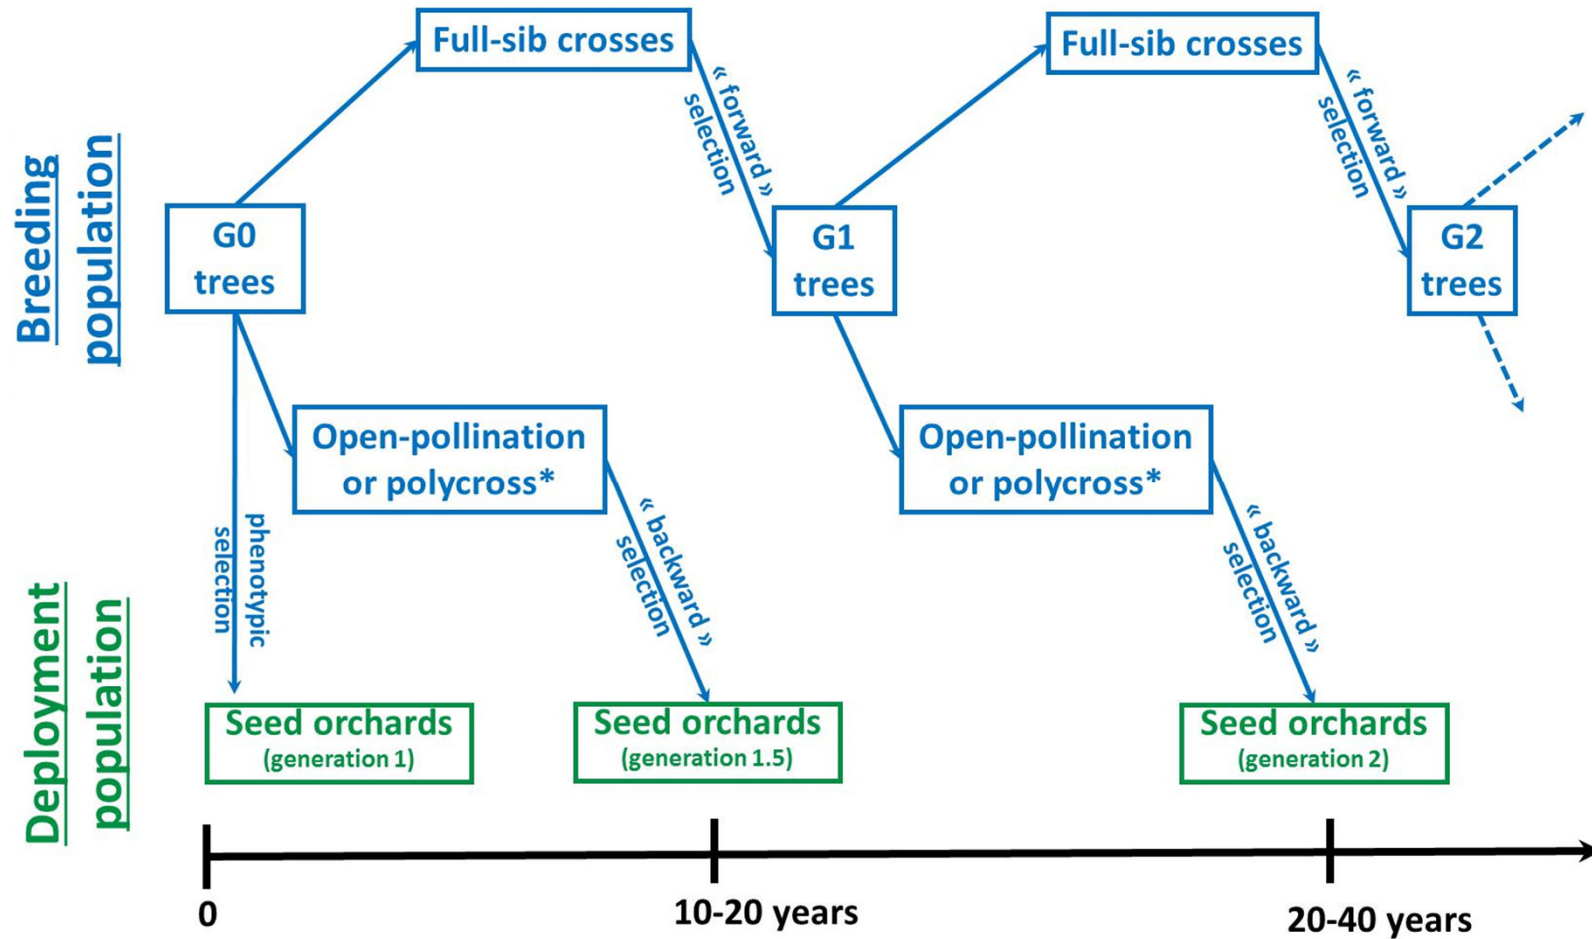 Breeding
population
Full-sib crosses
Full-sib crosses
« forward »
selection
« forward »
selection
G0
trees
G1
trees
G2
trees
Open-pollination
or polycross*
Open-pollination
or polycross*
phenotypic
selection
« backward »
selection
« backward »
selection
Deployment
population
Seed orchards
(generation 1)
Seed orchards
(generation 1.5)
Seed orchards
(generation 2)
0
10-20 years
20-40 years